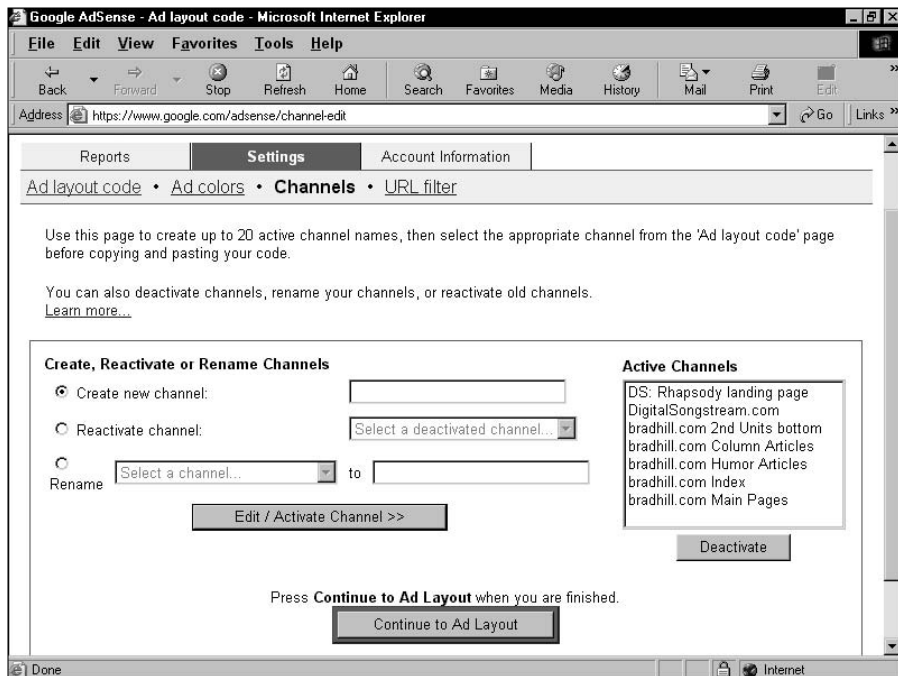 Google AdSense - Ad layout code - Microsoft Internet Explorer
File Edit View Favorites Tools Help
Back Forward Stop Refresh Home Search Favorites Media History Mail Print Edit »
Address https://www.google.com/adsense/channel-edit Go Links »
Reports Settings Account Information
Ad layout code • Ad colors • Channels • URL filter
Use this page to create up to 20 active channel names, then select the appropriate channel from the 'Ad layout code' page
before copying and pasting your code.
You can also deactivate channels, rename your channels, or reactivate old channels.
Learn more...
Create, Reactivate or Rename Channels
Create new channel:
Reactivate channel: Select a deactivated channel...
Rename Select a channel... to
Edit / Activate Channel >>
Active Channels
DS: Rhapsody landing page
DigitalSongstream.com
bradhill.com 2nd Units bottom
bradhill.com Column Articles
bradhill.com Humor Articles
bradhill.com Index
bradhill.com Main Pages
Deactivate
Press Continue to Ad Layout when you are finished.
Continue to Ad Layout
Done Internet